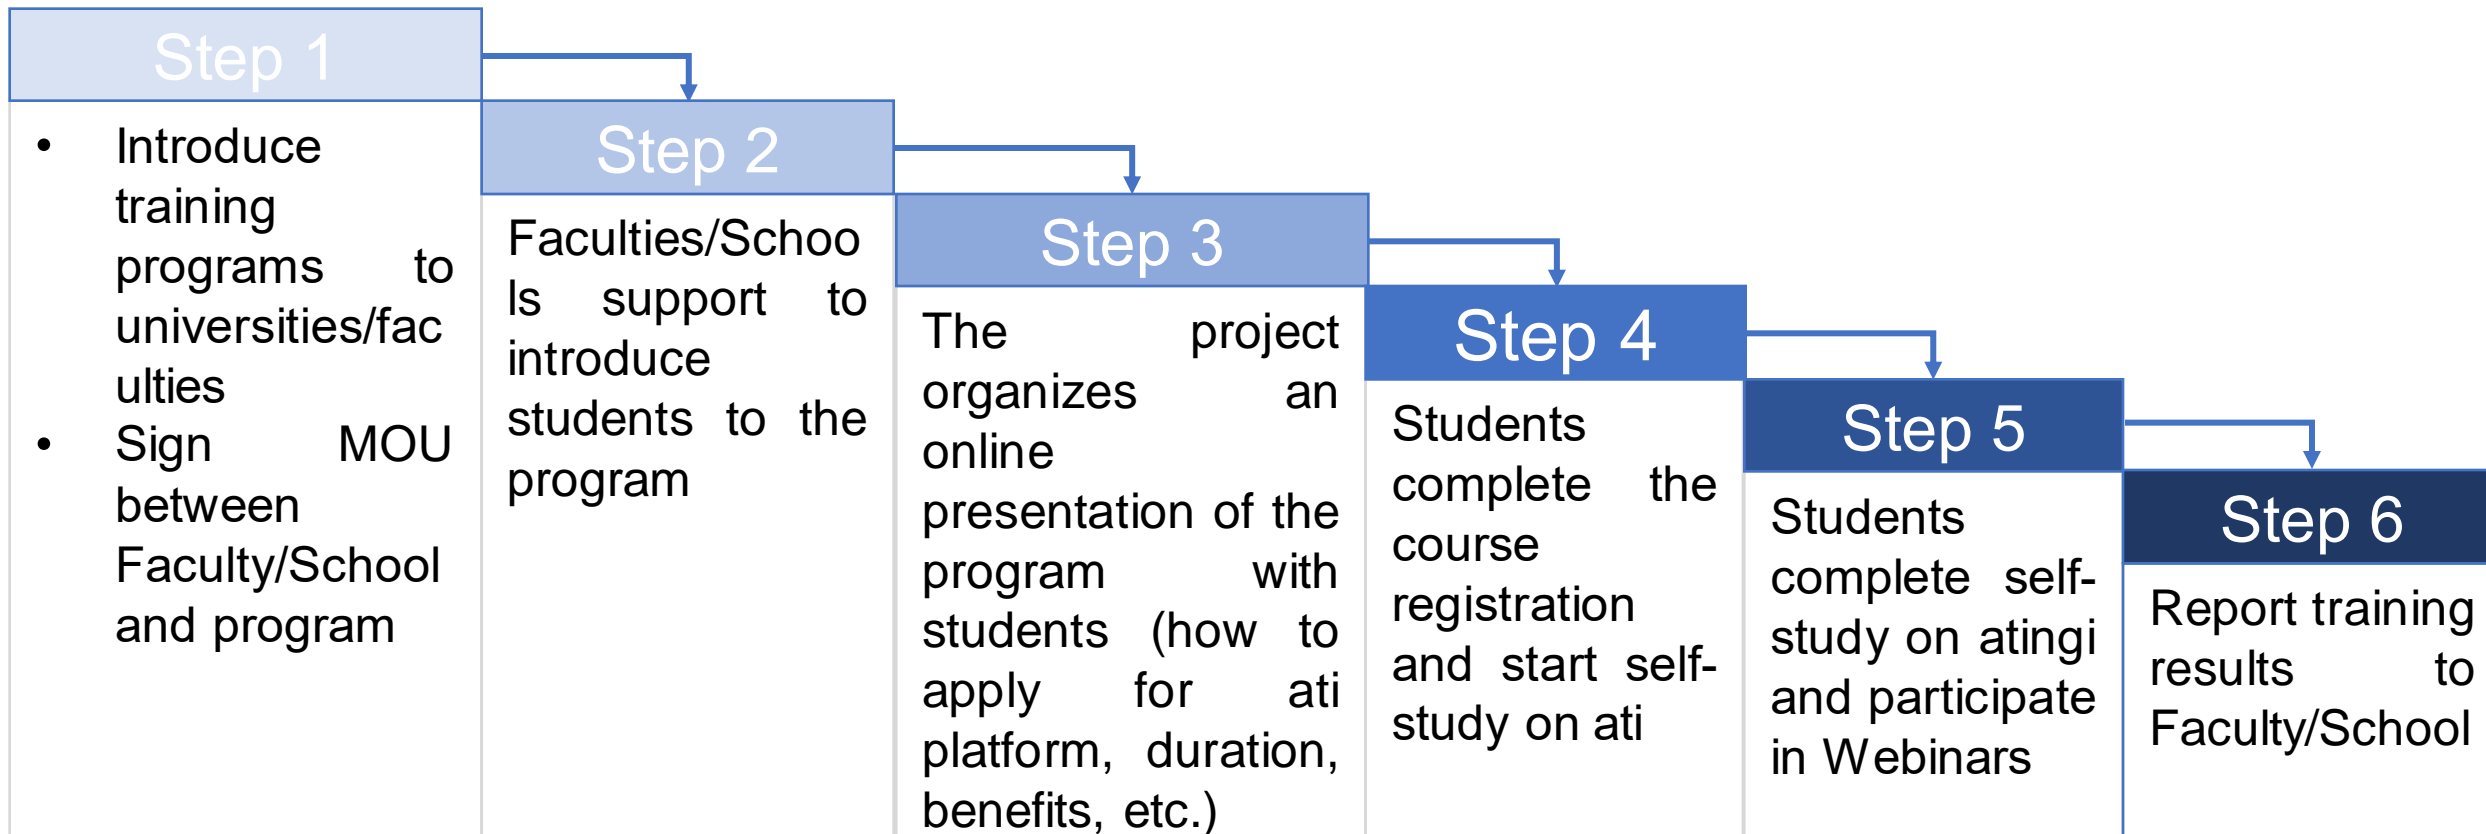 Step 1
• Introduce
training
programs to
universities/fac
ulties
• Sign MOU
between
Faculty/School
and program
Step 2
Faculties/Schoo
ls support to
introduce
students to the
program
Step 3
The project
organizes an
online
presentation of the
program with
students (how to
apply for ati
platform, duration,
benefits, etc.)
Step 4
Students
complete the
course
registration
and start self-
study on ati
Step 5
Students
complete self-
study on atingi
and participate
in Webinars
Step 6
Report training
results to
Faculty/School